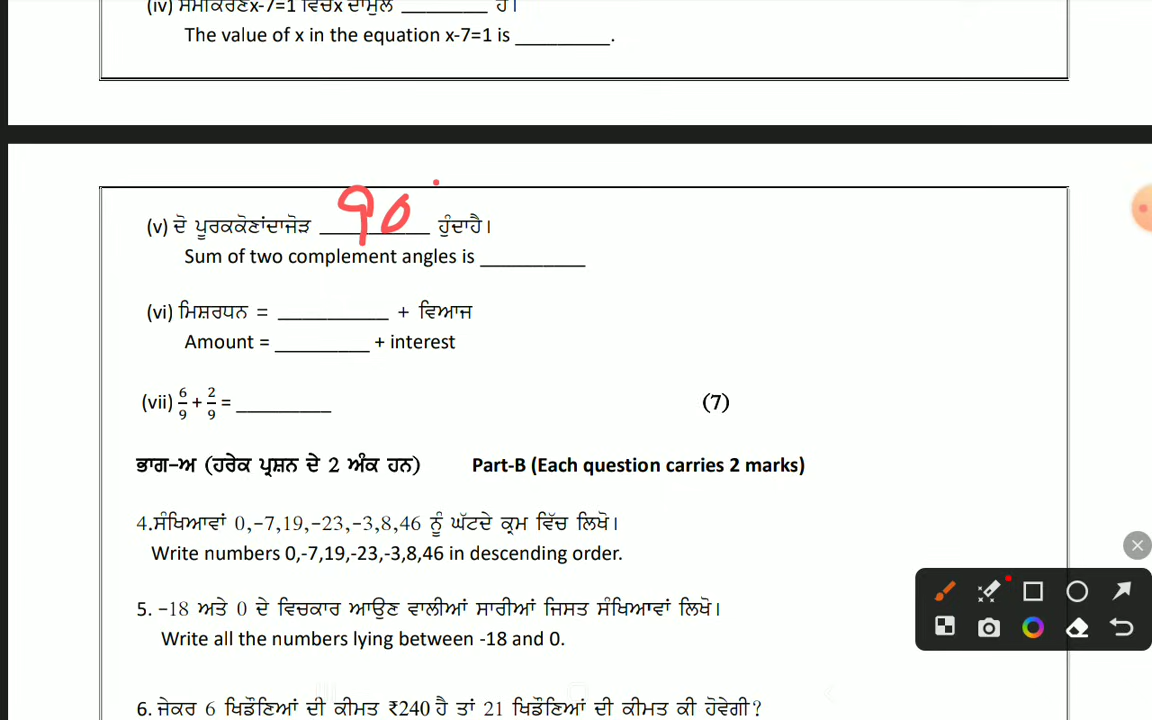 (iv) ਸਮੀਕਰਣx-7=1 ਵਿੱਚx ਦਾਮੁੱਲ ________ ਹੈ।
The value of x in the equation x-7=1 is _________.
(v) ਦੋ ਪੂਰਕਕੋਣਾਂਦਾਜੋੜ 90° ਹੁੰਦਾਹੈ।
Sum of two complement angles is __________
(vi) ਮਿਸ਼ਰਧਨ = __________ + ਵਿਆਜ
Amount = _________ + interest
(vii) 6/9 + 2/9 = _________ (7)
ਭਾਗ-ਅ (ਹਰੇਕ ਪ੍ਰਸ਼ਨ ਦੇ 2 ਅੰਕ ਹਨ) Part-B (Each question carries 2 marks)
4.ਸੰਖਿਆਵਾਂ 0,-7,19,-23,-3,8,46 ਨੂੰ ਘੱਟਦੇ ਕ੍ਰਮ ਵਿੱਚ ਲਿਖੋ।
Write numbers 0,-7,19,-23,-3,8,46 in descending order.
5. -18 ਅਤੇ 0 ਦੇ ਵਿਚਕਾਰ ਆਉਣ ਵਾਲੀਆਂ ਸਾਰੀਆਂ ਜਿਸਤ ਸੰਖਿਆਵਾਂ ਲਿਖੋ।
Write all the numbers lying between -18 and 0.
6. ਜੇਕਰ 6 ਖਿਡੌਣਿਆਂ ਦੀ ਕੀਮਤ ₹240 ਹੈ ਤਾਂ 21 ਖਿਡੌਣਿਆਂ ਦੀ ਕੀਮਤ ਕੀ ਹੋਵੇਗੀ?